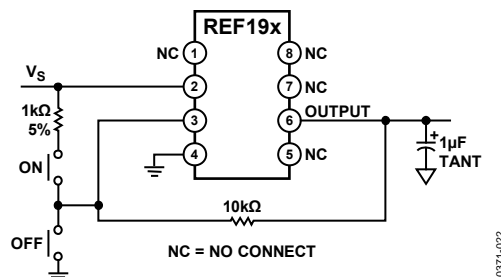 REF19x
NC 1
8 NC
VS
2
7 NC
1kΩ
5%
3
OUTPUT
6
1µF
TANT
+
ON
4
5 NC
10kΩ
OFF
NC = NO CONNECT